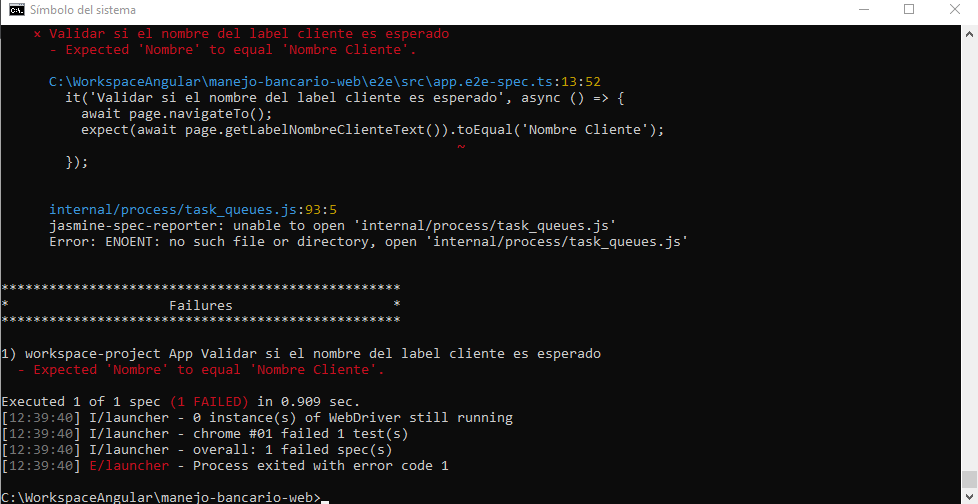 Símbolo del sistema
× Validar si el nombre del label cliente es esperado
- Expected 'Nombre' to equal 'Nombre Cliente'.
C:\WorkspaceAngular\manejo-bancario-web\e2e\src\app.e2e-spec.ts:13:52
it('Validar si el nombre del label cliente es esperado', async () => {
await page.navigateTo();
expect(await page.getLabelNombreClienteText()).toEqual('Nombre Cliente');
~
});
internal/process/task_queues.js:93:5
jasmine-spec-reporter: unable to open 'internal/process/task_queues.js'
Error: ENOENT: no such file or directory, open 'internal/process/task_queues.js'
**************************************************
*                    Failures                    *
**************************************************
1) workspace-project App Validar si el nombre del label cliente es esperado
- Expected 'Nombre' to equal 'Nombre Cliente'.
Executed 1 of 1 spec (1 FAILED) in 0.909 sec.
[12:39:40] I/launcher - 0 instance(s) of WebDriver still running
[12:39:40] I/launcher - chrome #01 failed 1 test(s)
[12:39:40] I/launcher - overall: 1 failed spec(s)
[12:39:40] E/launcher - Process exited with error code 1
C:\WorkspaceAngular\manejo-bancario-web>_